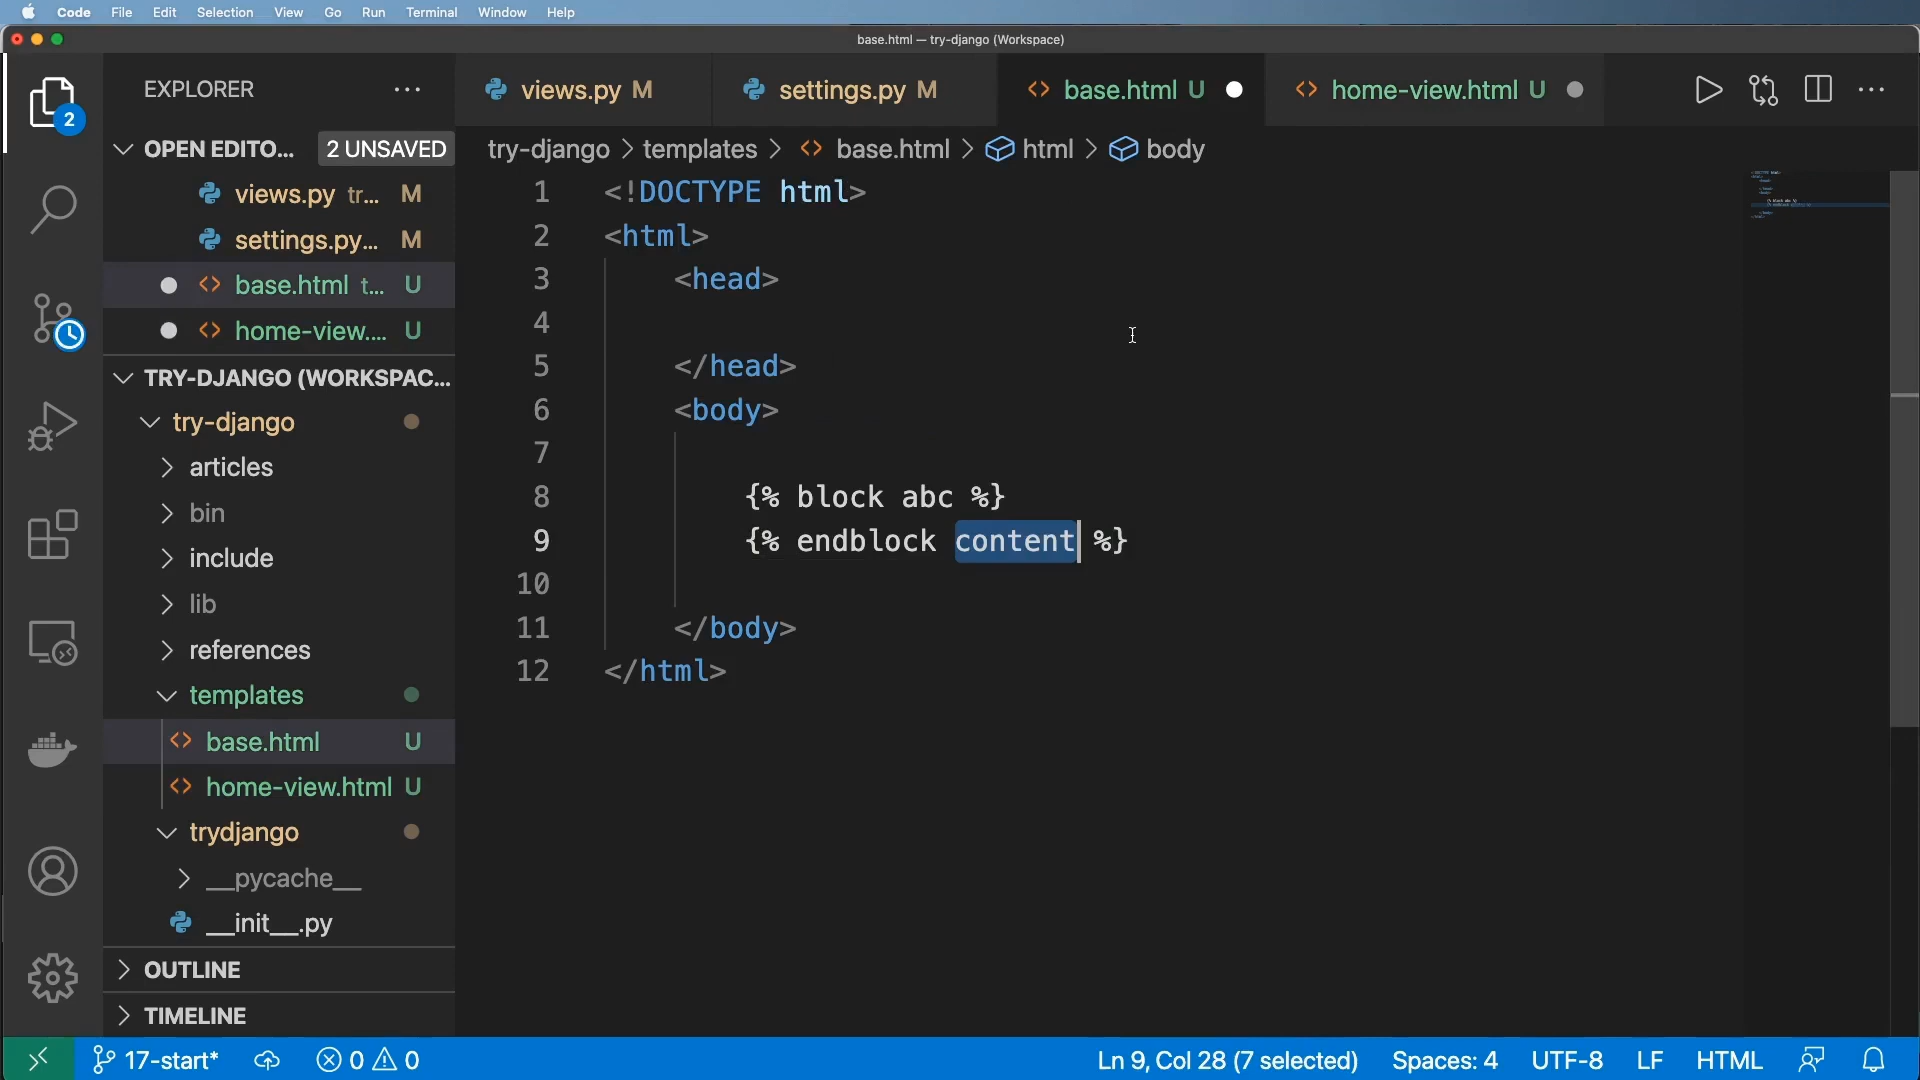 Code File Edit Selection View Go Run Terminal Window Help
base.html — try-django (Workspace)
EXPLORER
views.py M settings.py M base.html U home-view.html U
2
OPEN EDITO... 2 UNSAVED
views.py tr... M
settings.py... M
base.html t... U
home-view.... U
TRY-DJANGO (WORKSPAC...
try-django
articles
bin
include
lib
references
templates
base.html U
home-view.html U
trydjango
__pycache__
__init__.py
OUTLINE
TIMELINE
try-django > templates > base.html > html > body
1 <!DOCTYPE html>
2 <html>
3 <head>
4
5 </head>
6 <body>
7
8 {% block abc %}
9 {% endblock content %}
10
11 </body>
12 </html>
17-start* 0 0 Ln 9, Col 28 (7 selected) Spaces: 4 UTF-8 LF HTML